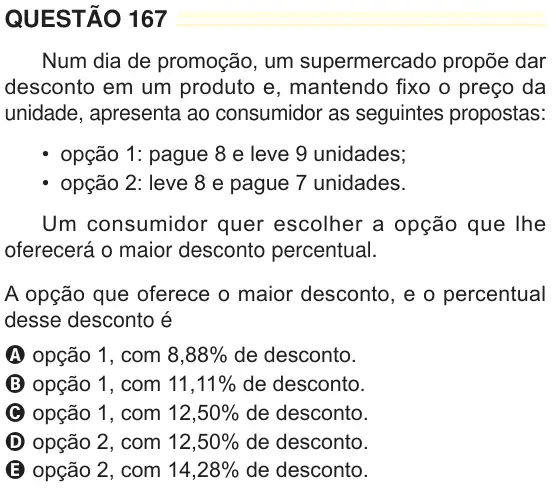 QUESTÃO 167
Num dia de promoção, um supermercado propõe dar
desconto em um produto e, mantendo fixo o preço da
unidade, apresenta ao consumidor as seguintes propostas:
• opção 1: pague 8 e leve 9 unidades;
• opção 2: leve 8 e pague 7 unidades.
Um consumidor quer escolher a opção que lhe
oferecerá o maior desconto percentual.
A opção que oferece o maior desconto, e o percentual
desse desconto é
A opção 1, com 8,88% de desconto.
B opção 1, com 11,11% de desconto.
C opção 1, com 12,50% de desconto.
D opção 2, com 12,50% de desconto.
E opção 2, com 14,28% de desconto.